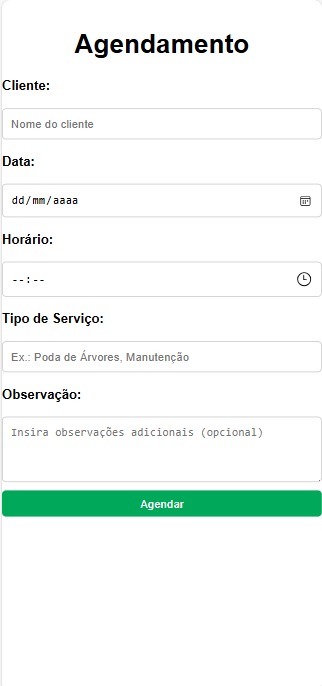 Agendamento
Cliente:
Nome do cliente
Data:
dd/mm/aaaa
Horário:
--:--
Tipo de Serviço:
Ex.: Poda de Árvores, Manutenção
Observação:
Insira observações adicionais (opcional)
Agendar